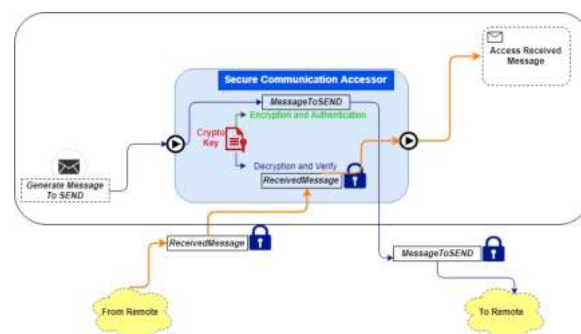 Access Received
Message
Secure Communication Accessor
MessageToSEND
Encryption and Authentication
Crypto
Key
Decryption and Verify
ReceivedMessage
Generate Message
To SEND
ReceivedMessage
MessageToSEND
From Remote
To Remote